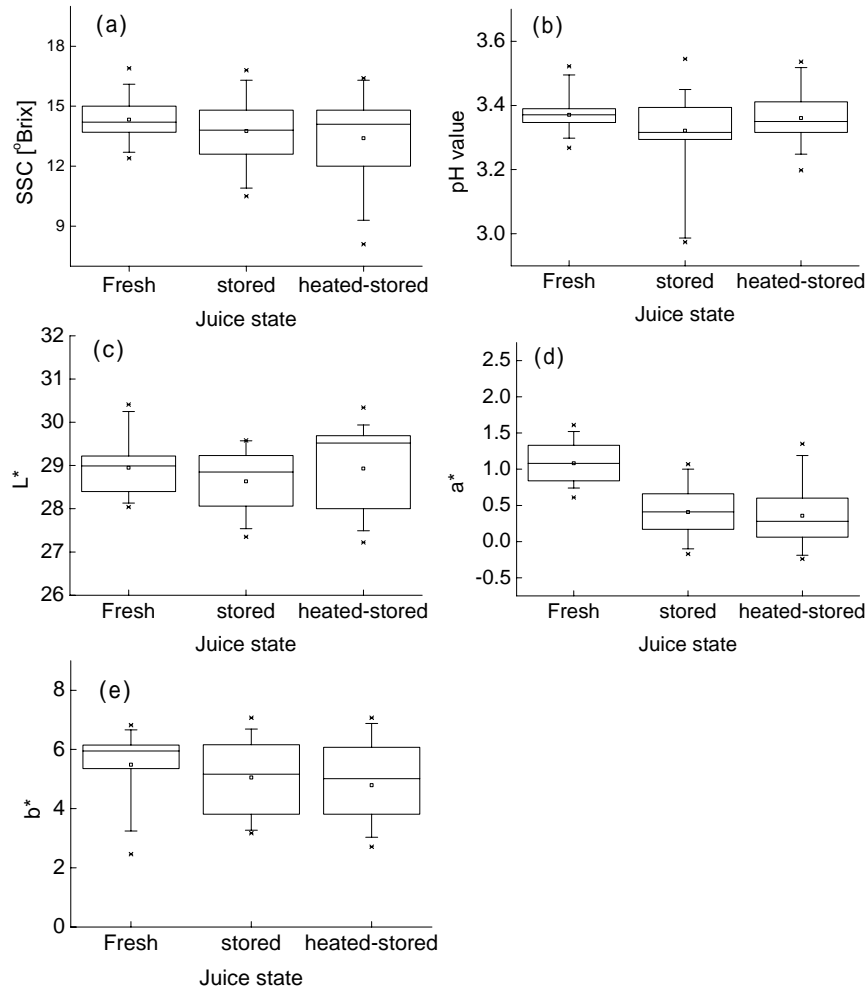 (a)
SSC [°Brix]
18
15
12
9
Fresh stored heated-stored
Juice state
(b)
pH value
3.6
3.4
3.2
3.0
Fresh stored heated-stored
Juice state
(c)
L*
32
31
30
29
28
27
26
Fresh stored heated-stored
Juice state
(d)
a*
2.5
2.0
1.5
1.0
0.5
0.0
-0.5
Fresh stored heated-stored
Juice state
(e)
b*
8
6
4
2
0
Fresh stored heated-stored
Juice state